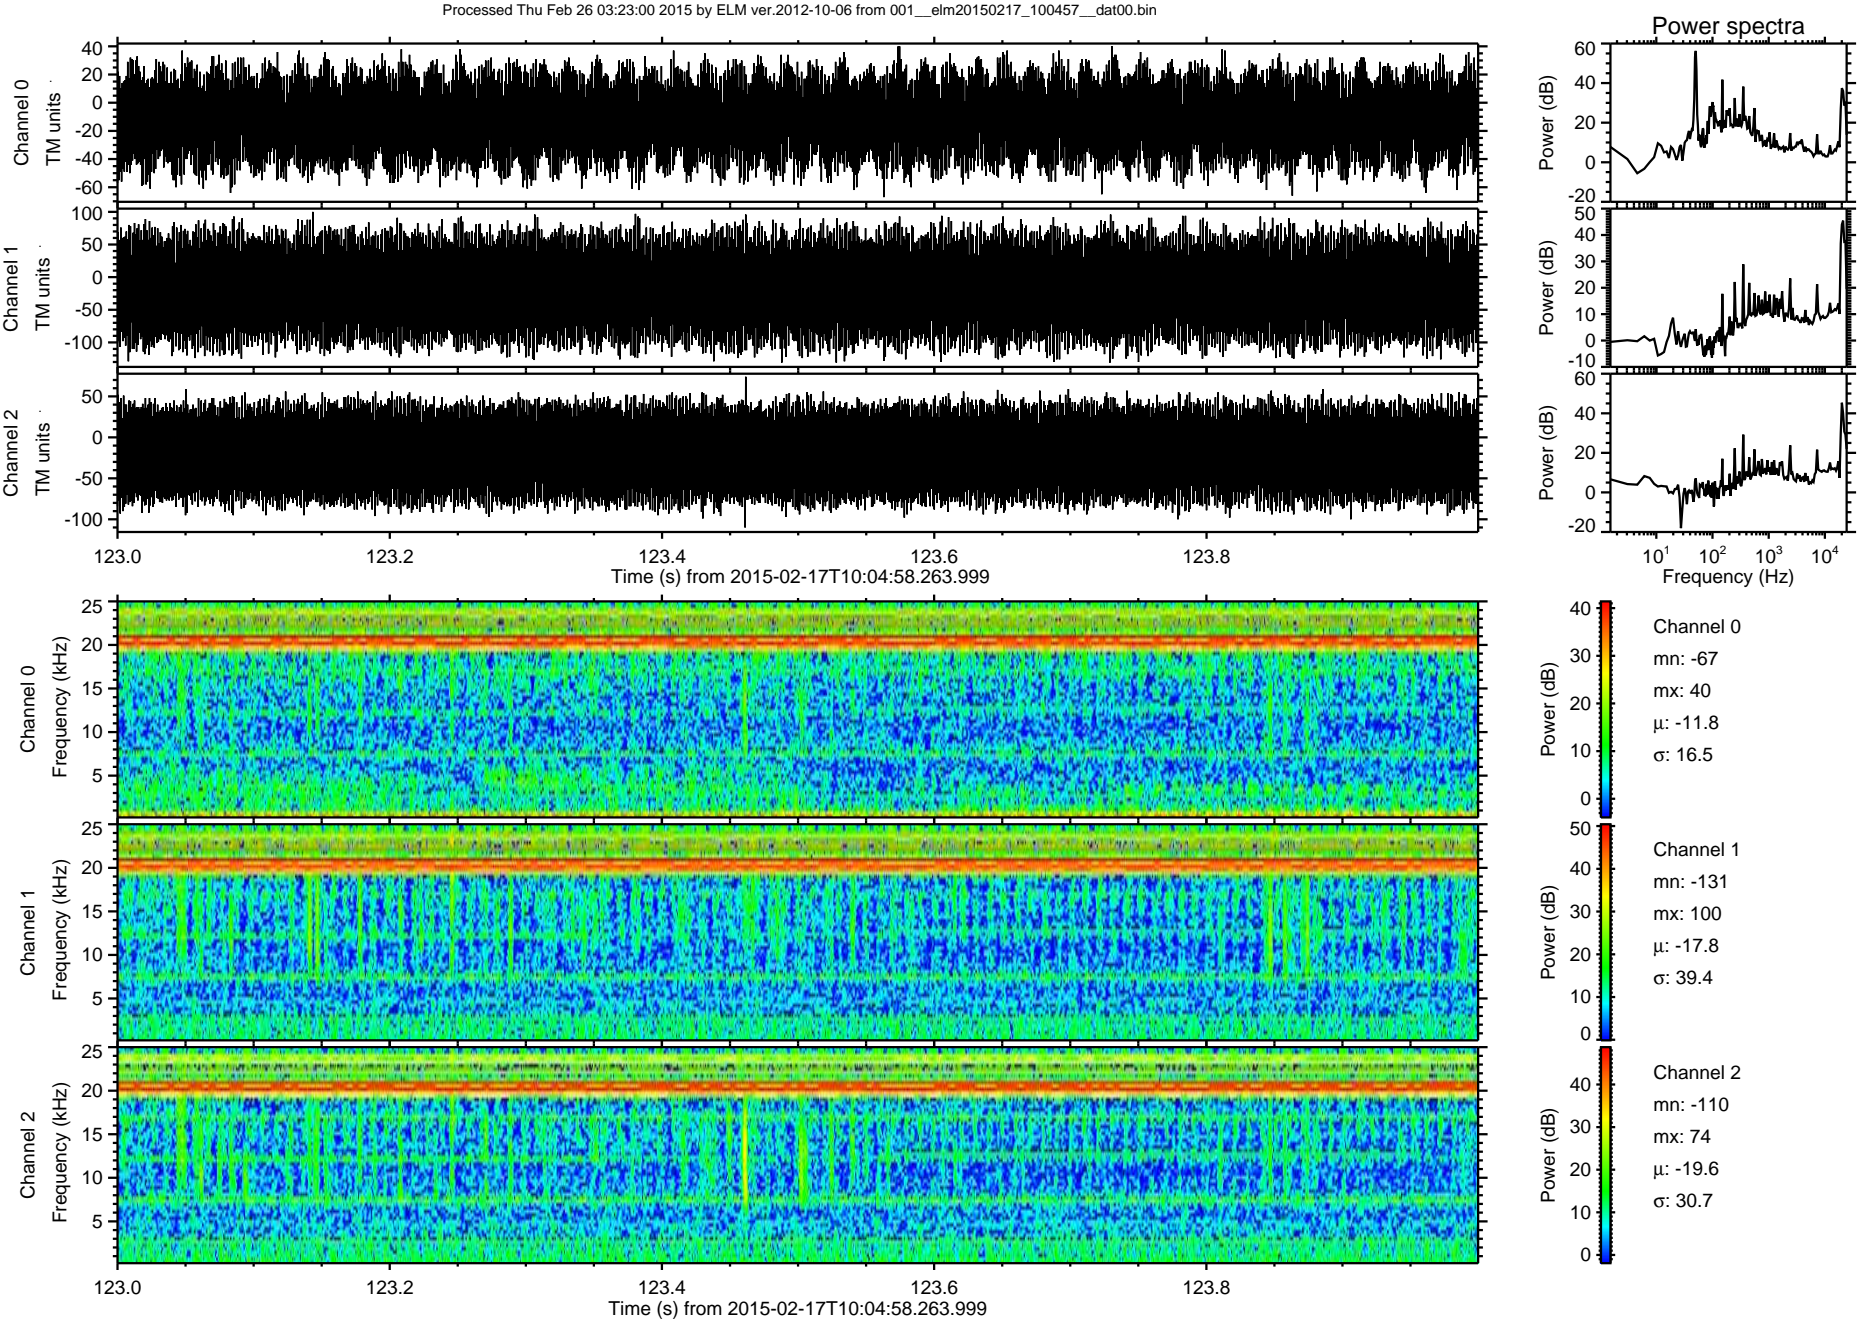 Processed Thu Feb 26 03:23:00 2015 by ELM ver.2012-10-06 from 001__elm20150217_100457__dat00.bin
Power spectra
Channel 0
TM units
40
20
0
-20
-40
-60
Power (dB)
60
40
20
0
-20
Channel 1
TM units
100
50
0
-50
-100
Power (dB)
50
40
30
20
10
0
-10
Channel 2
TM units
50
0
-50
-100
Power (dB)
60
40
20
0
-20
123.0 123.2 123.4 123.6 123.8
Time (s) from 2015-02-17T10:04:58.263.999
10^1 10^2 10^3 10^4
Frequency (Hz)
Channel 0
Frequency (kHz)
25
20
15
10
5
Power (dB)
40
30
20
10
0
Channel 0
mn: -67
mx: 40
μ: -11.8
σ: 16.5
Channel 1
Frequency (kHz)
25
20
15
10
5
Power (dB)
50
40
30
20
10
0
Channel 1
mn: -131
mx: 100
μ: -17.8
σ: 39.4
Channel 2
Frequency (kHz)
25
20
15
10
5
Power (dB)
40
30
20
10
0
Channel 2
mn: -110
mx: 74
μ: -19.6
σ: 30.7
123.0 123.2 123.4 123.6 123.8
Time (s) from 2015-02-17T10:04:58.263.999